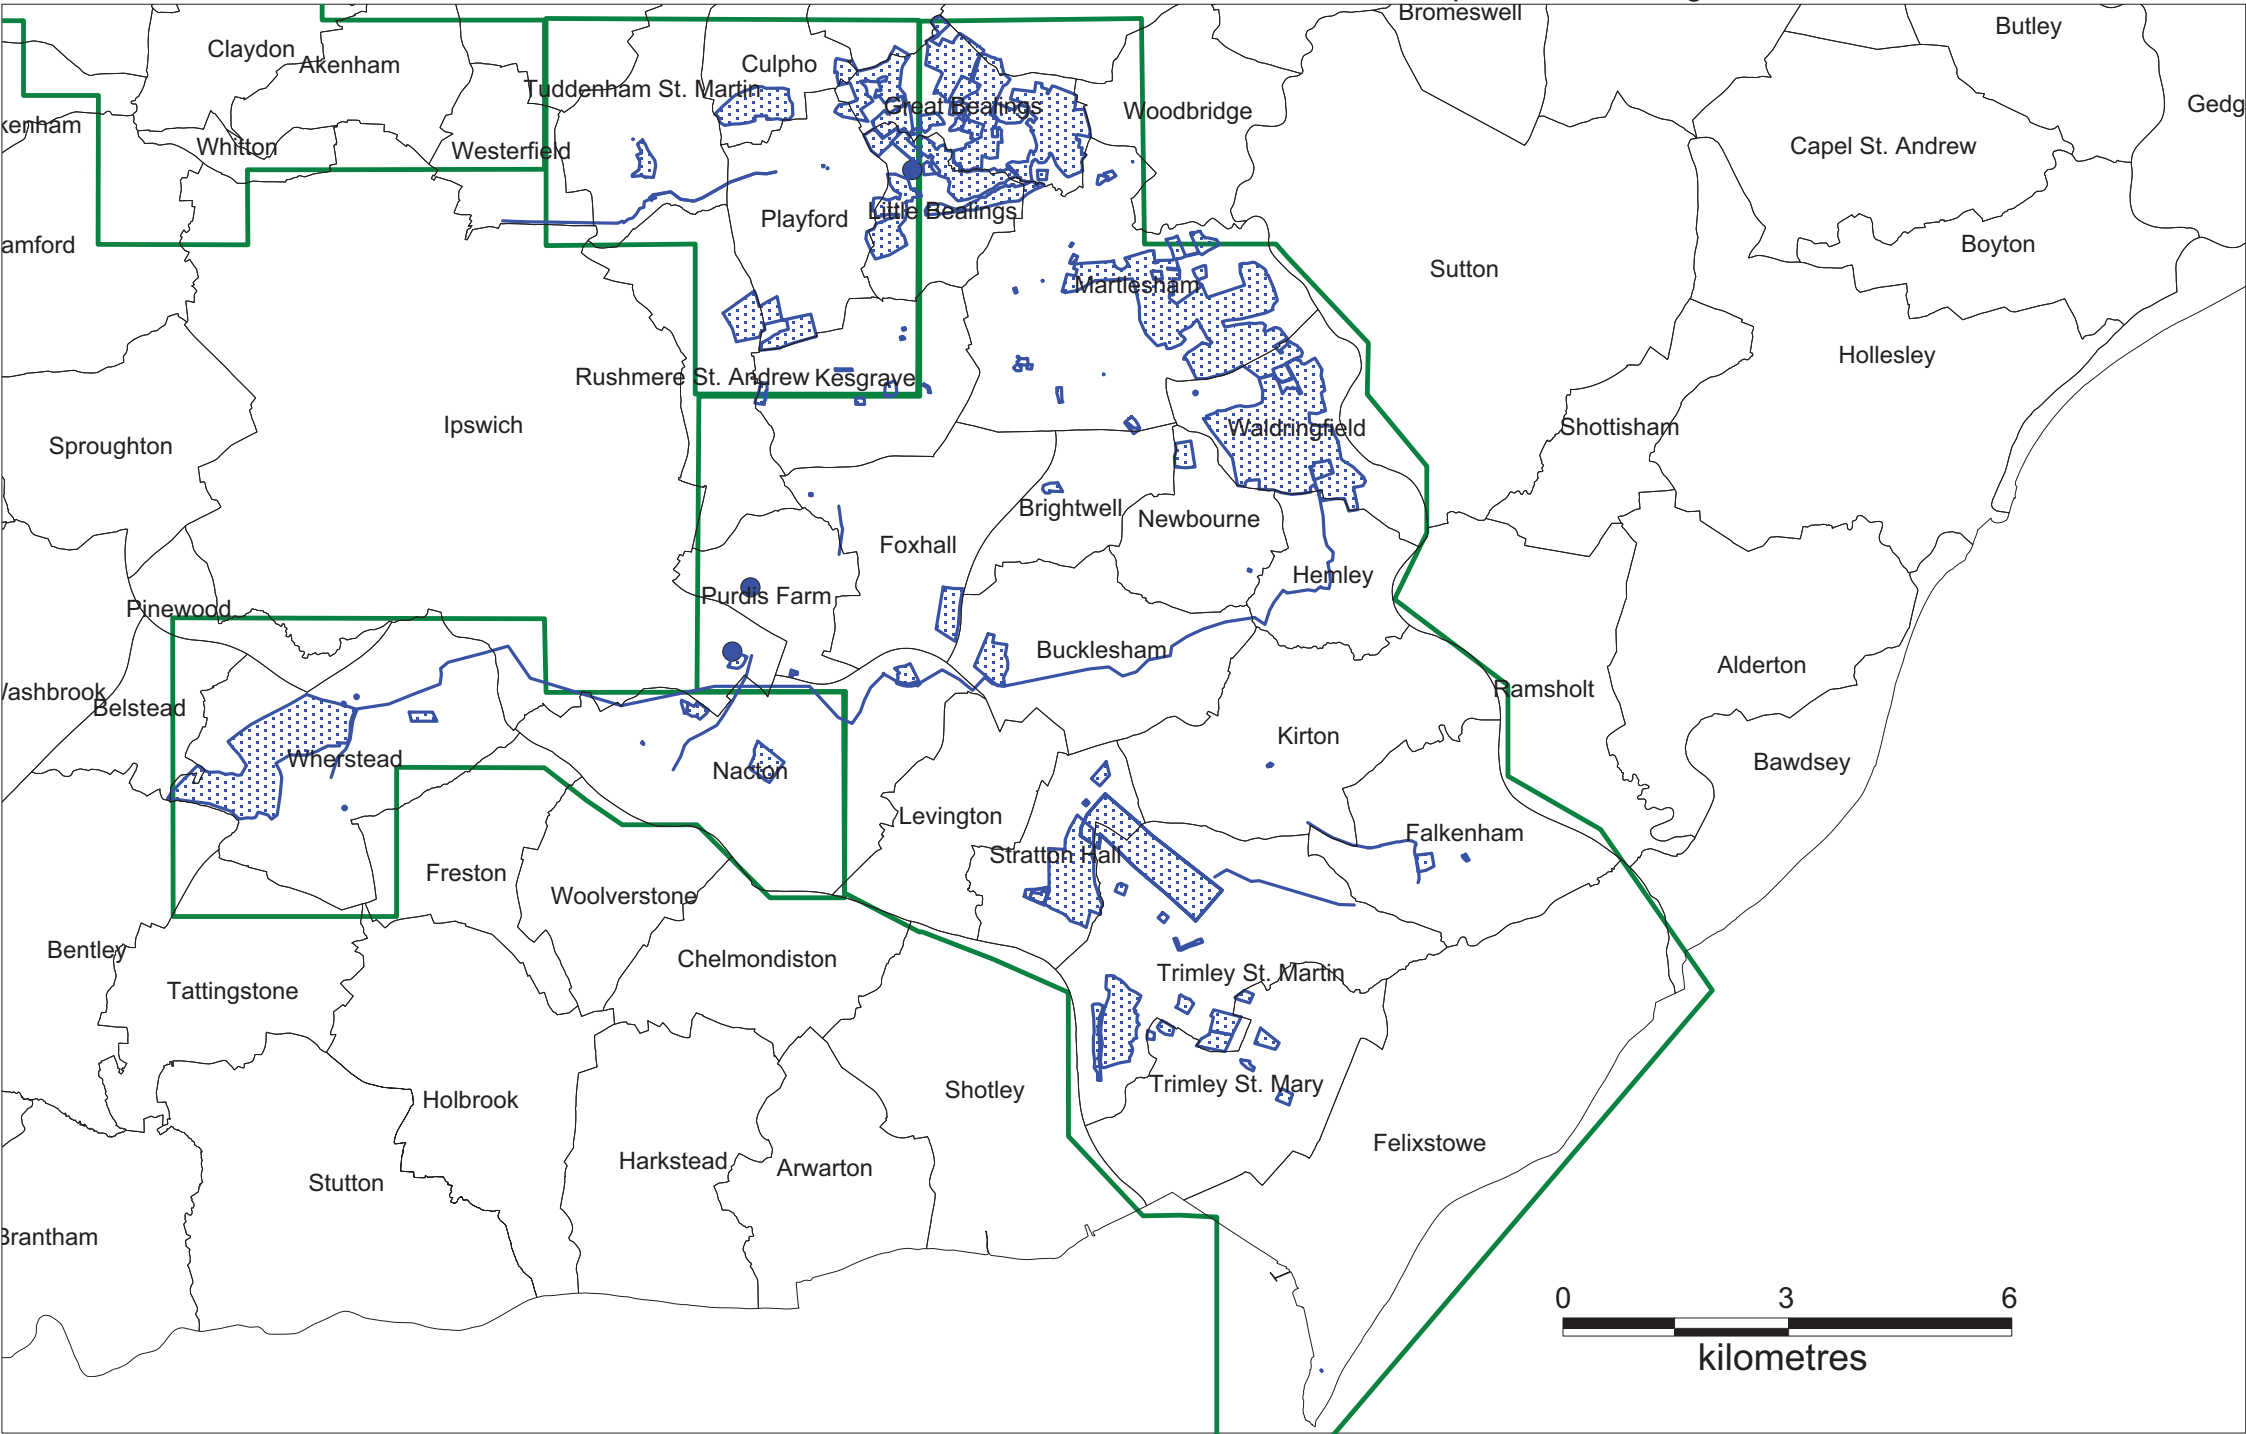 Bromeswell
Butley
Claydon
Akenham
Culpho
Tuddenham St. Martin
Great Bealings
Woodbridge
Gedg
kenham
Whitton
Westerfield
Capel St. Andrew
Playford
Little Bealings
amford
Boyton
Sutton
Martlesham
Hollesley
Rushmere St. Andrew
Kesgrave
Ipswich
Waldringfield
Shottisham
Sproughton
Brightwell
Newbourne
Foxhall
Hemley
Purdis Farm
Pinewood
Bucklesham
Alderton
Ramsholt
Washbrook
Belstead
Kirton
Wherstead
Bawdsey
Nacton
Levington
Falkenham
Stratton Hall
Freston
Woolverstone
Bentley
Chelmondiston
Trimley St. Martin
Tattingstone
Trimley St. Mary
Shotley
Holbrook
Felixstowe
Harkstead
Arwarton
Stutton
Brantham
0 3 6
kilometres